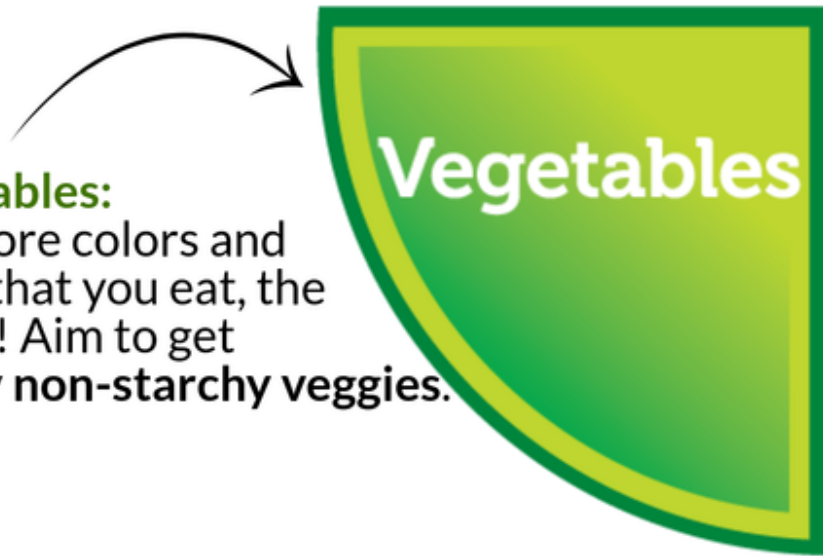 ables:
ore colors and
that you eat, the
! Aim to get
non-starchy veggies.
Vegetables